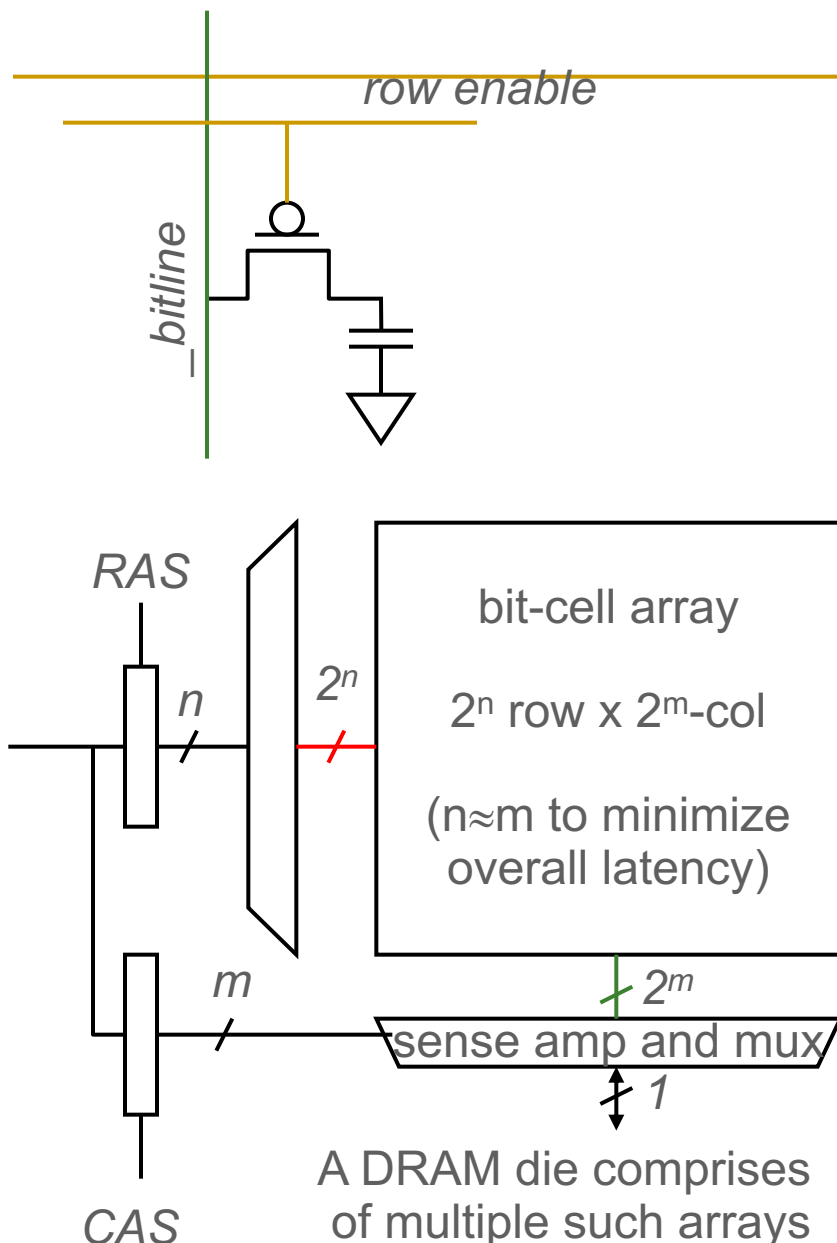 row enable
_bitline
RAS
n
2ⁿ
bit-cell array
2ⁿ row x 2ᵐ-col
(n≈m to minimize
overall latency)
m
2ᵐ
sense amp and mux
1
CAS
A DRAM die comprises
of multiple such arrays